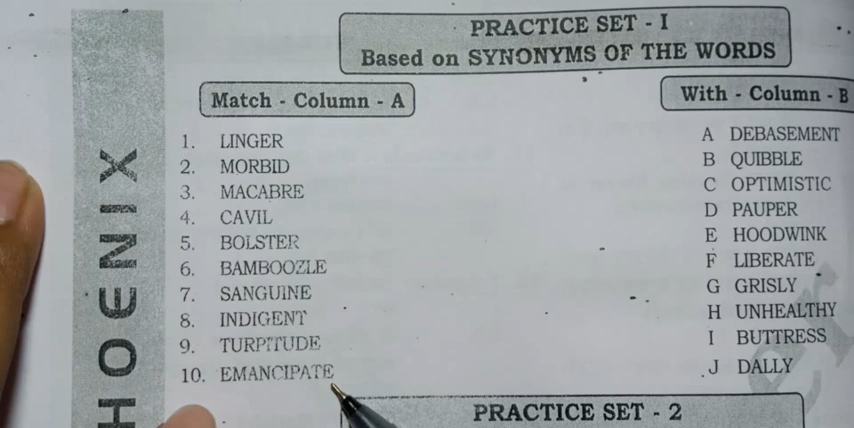 PRACTICE SET - I
Based on SYNONYMS OF THE WORDS
Match - Column - A
With - Column - B
1. LINGER
A DEBASEMENT
2. MORBID
B QUIBBLE
3. MACABRE
C OPTIMISTIC
4. CAVIL
D PAUPER
5. BOLSTER
E HOODWINK
6. BAMBOOZLE
F LIBERATE
7. SANGUINE
G GRISLY
8. INDIGENT
H UNHEALTHY
9. TURPITUDE
I BUTTRESS
10. EMANCIPATE
J DALLY
PRACTICE SET - 2
HOENIX